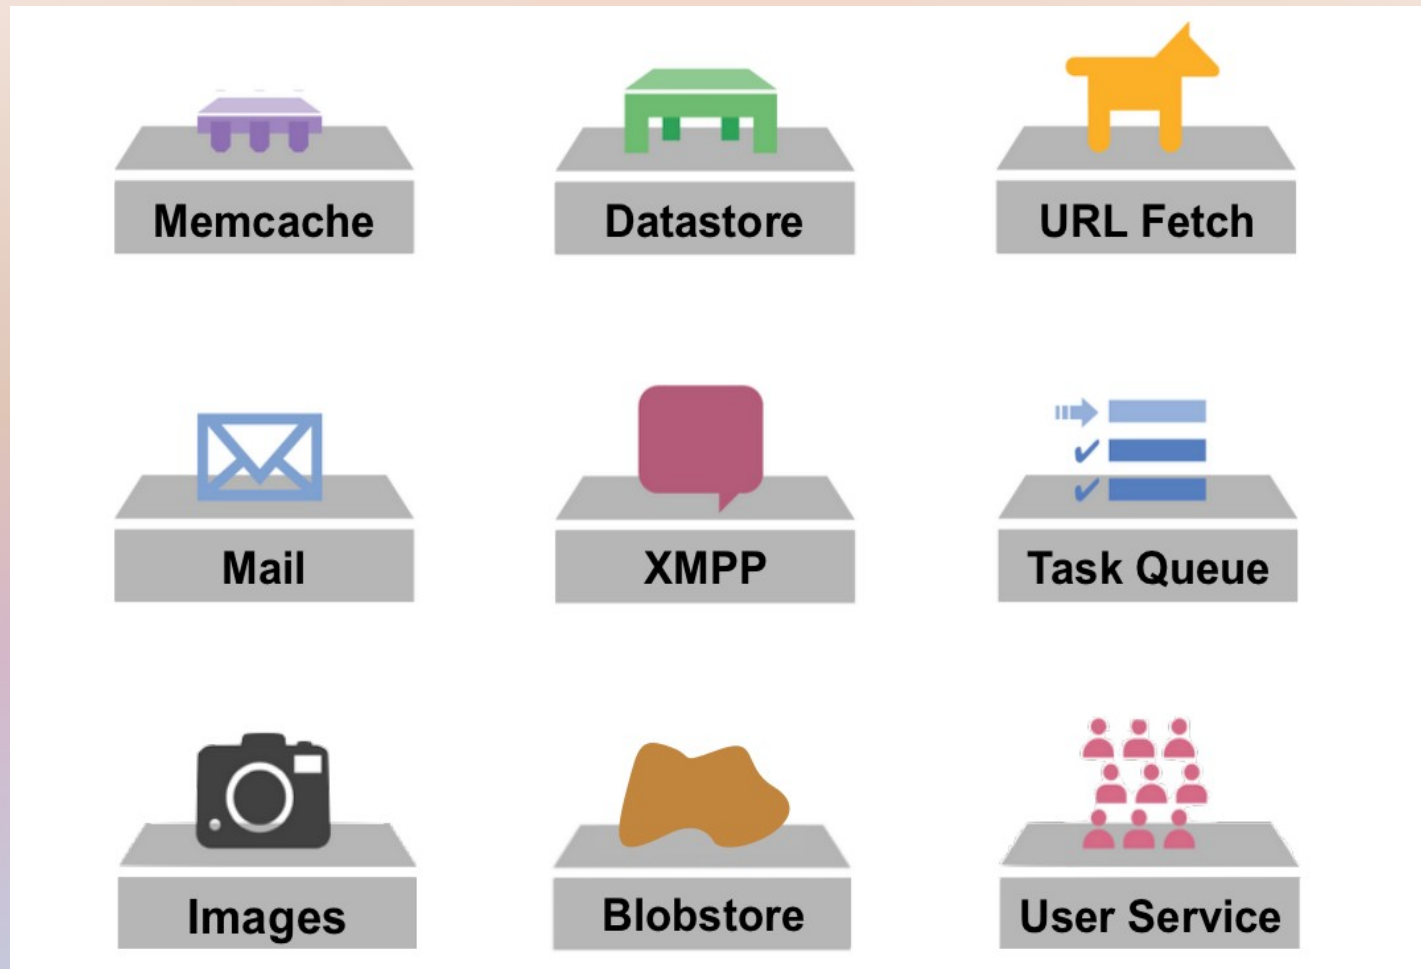 Memcache
Datastore
URL Fetch
Mail
XMPP
Task Queue
Images
Blobstore
User Service